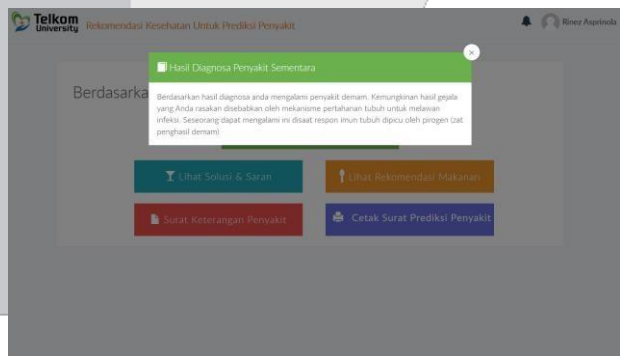 Telkom
University
Rekomendasi Kesehatan Untuk Prediksi Penyakit
Rinez Asprinola
Hasil Diagnosa Penyakit Sementara
Berdasarka
Berdasarkan hasil diagnosa anda mengalami penyakit demam. Kemungkinan hasil gejala
yang Anda rasakan disebabkan oleh mekanisme pertahanan tubuh untuk melawan
infeksi. Seseorang dapat mengalami ini disaat respon imun tubuh dipicu oleh pirogen (zat
penghasil demam)
Lihat Solusi & Saran
Lihat Rekomendasi Makanan
Surat Keterangan Penyakit
Cetak Surat Prediksi Penyakit